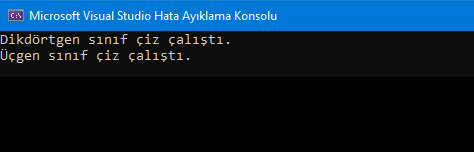 Microsoft Visual Studio Hata Ayıklama Konsolu
Dikdörtgen sınıf çiz çalıştı.
Üçgen sınıf çiz çalıştı.